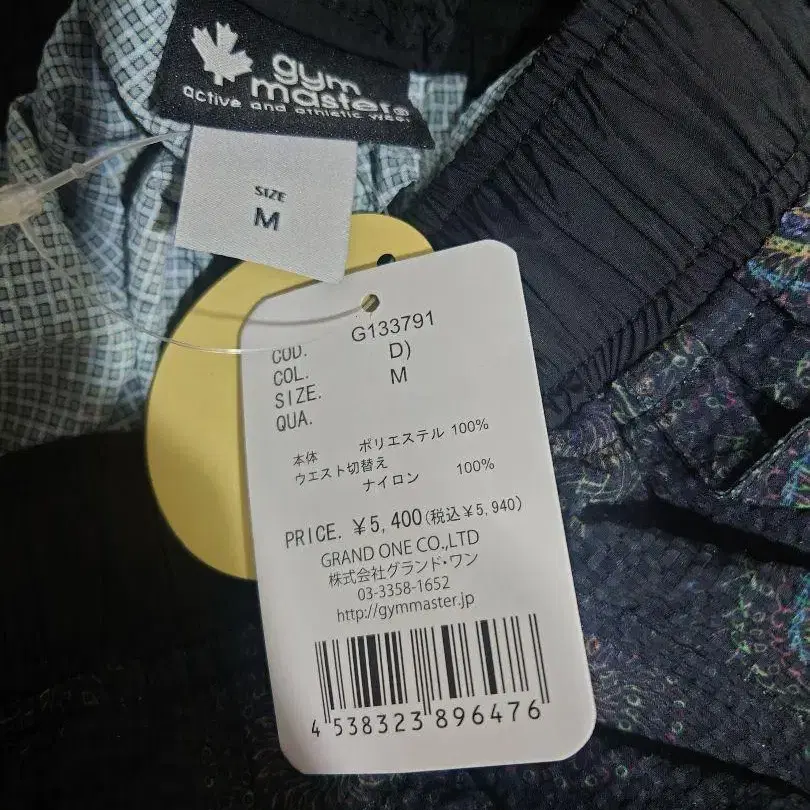 gym
master
active and athletic wear
SIZE
M
COD. G133791
COL. D)
SIZE. M
QUA.
本体 ポリエステル 100%
ウエスト切替え
ナイロン 100%
PRICE. ¥5,400(税込¥5,940)
GRAND ONE CO.,LTD
株式会社グランド・ワン
03-3358-1652
http://gymmaster.jp
4 538323 896476